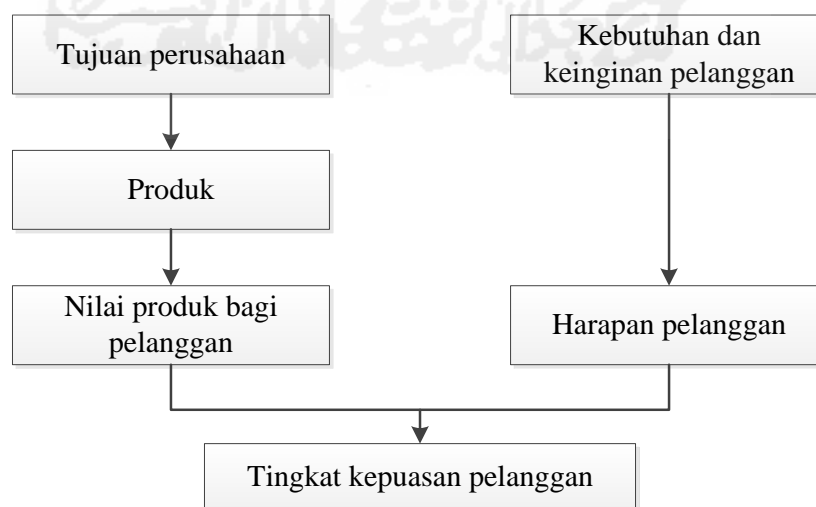 Tujuan perusahaan
Kebutuhan dan
keinginan pelanggan
Produk
Nilai produk bagi
pelanggan
Harapan pelanggan
Tingkat kepuasan pelanggan